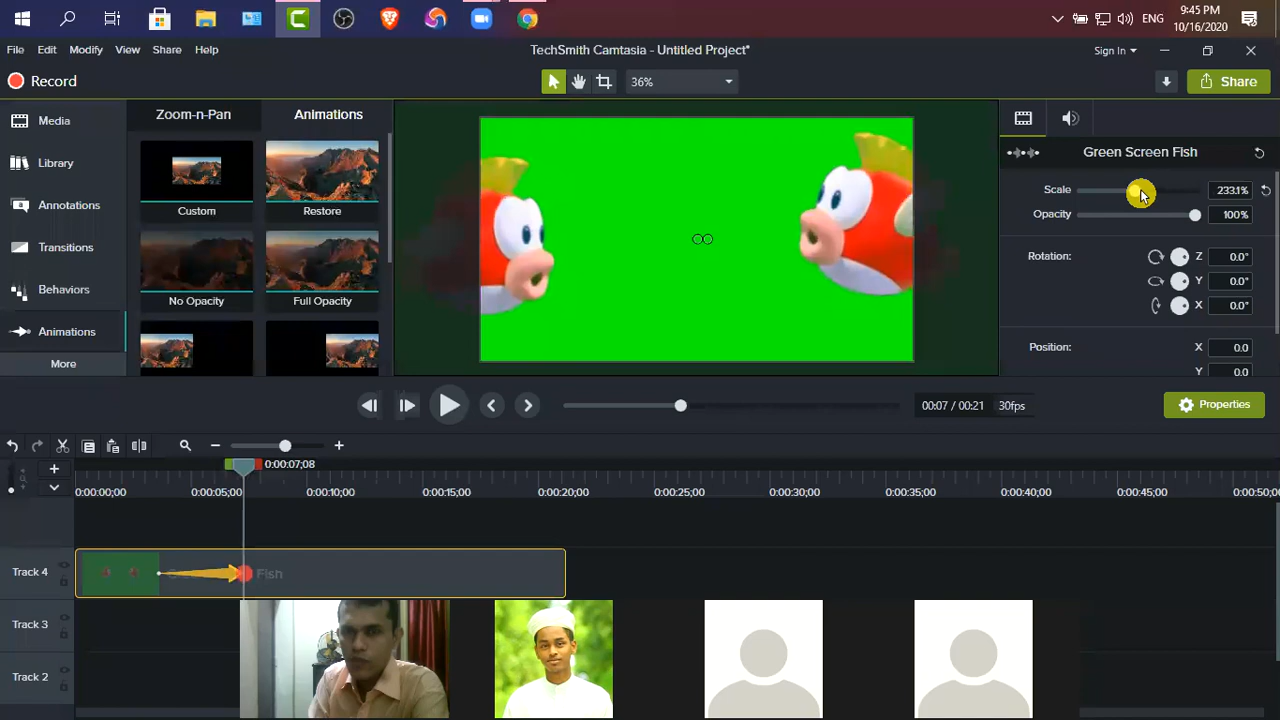 ENG
9:45 PM
10/16/2020
File Edit Modify View Share Help
TechSmith Camtasia - Untitled Project*
Sign In
Record
36%
Share
Media
Library
Annotations
Transitions
Behaviors
Animations
More
Zoom-n-Pan
Animations
Custom
Restore
No Opacity
Full Opacity
Green Screen Fish
Scale 233.1%
Opacity 100%
Rotation: Z 0.0°
Y 0.0°
X 0.0°
Position: X 0.0
Y 0.0
00:07 / 00:21 30fps
Properties
0:00:07;08
0:00:00;00 0:00:05;00 0:00:10;00 0:00:15;00 0:00:20;00 0:00:25;00 0:00:30;00 0:00:35;00 0:00:40;00 0:00:45;00 0:00:50;00
Track 4
Fish
Track 3
Track 2